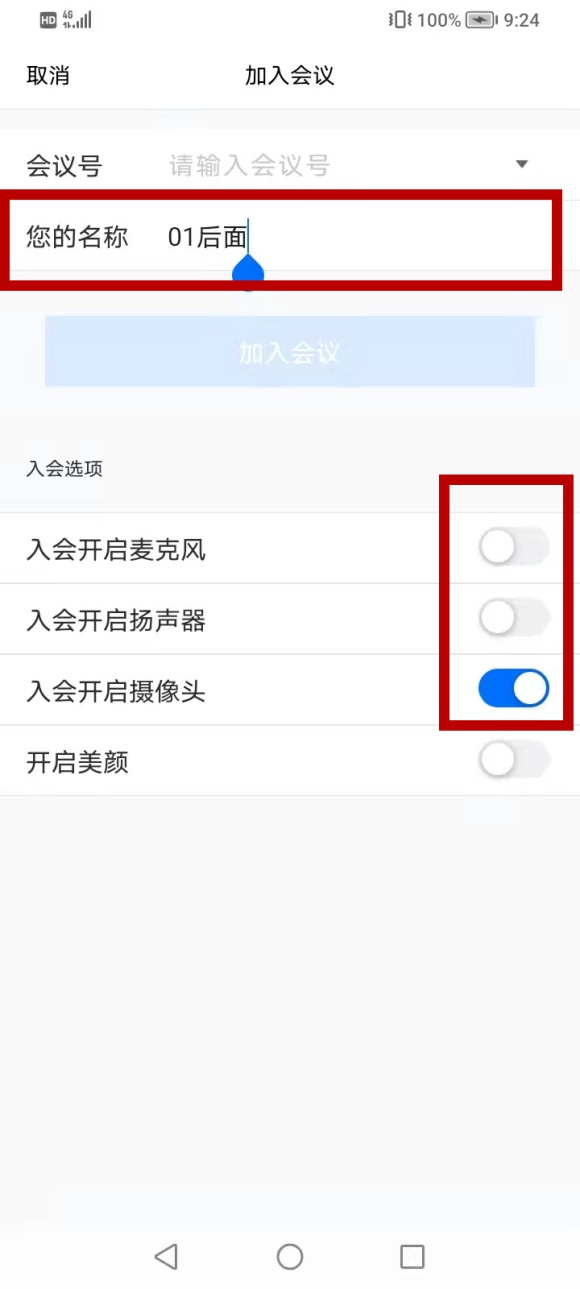 HD 4G 100% 9:24
取消 加入会议
会议号 请输入会议号
您的名称 01后面
加入会议
入会选项
入会开启麦克风
入会开启扬声器
入会开启摄像头
开启美颜